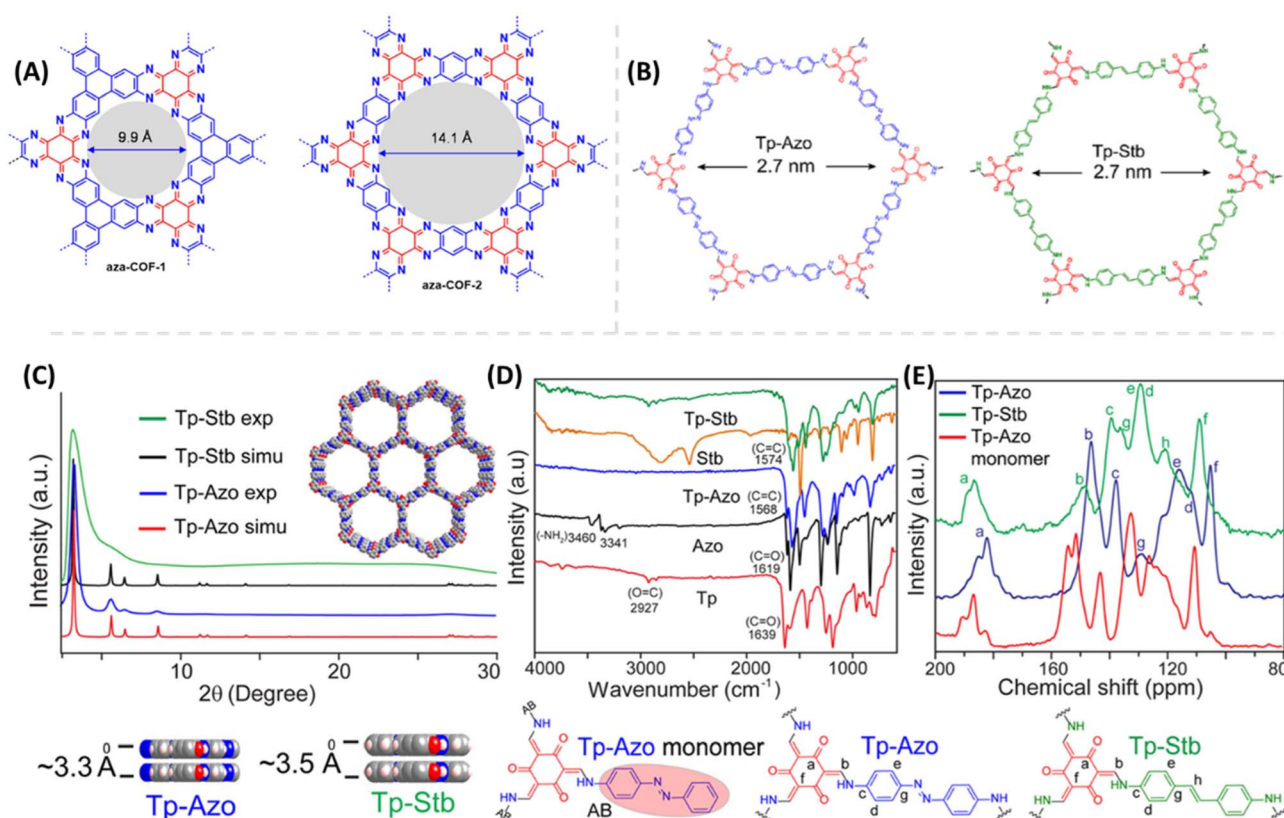 (A)
9.9 Å
aza-COF-1
14.1 Å
aza-COF-2
(B)
Tp-Azo
2.7 nm
Tp-Stb
2.7 nm
(C)
Intensity (a.u.)
Tp-Stb exp
Tp-Stb simu
Tp-Azo exp
Tp-Azo simu
10
20
30
2θ (Degree)
~3.3 Å
Tp-Azo
~3.5 Å
Tp-Stb
(D)
Intensity (a.u.)
Tp-Stb
Stb
(C=C)
1574
Tp-Azo
(C=C)
1568
(-NH₂)3460
3341
Azo
(C=O)
1619
(O=C)
2927
Tp
(C=O)
1639
4000
3000
2000
1000
Wavenumber (cm⁻¹)
Tp-Azo monomer
AB
(E)
Intensity (a.u.)
Tp-Azo
Tp-Stb
Tp-Azo
monomer
a
b
c
g
e
d
h
f
a
b
c
g
e
d
f
200
160
120
80
Chemical shift (ppm)
Tp-Azo
a
b
c
d
e
f
g
Tp-Stb
a
b
c
d
e
f
g
h